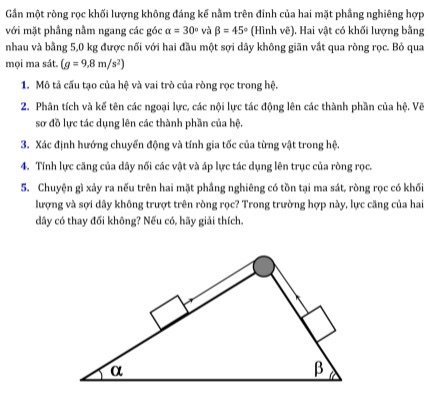 Gắn một ròng rọc khối lượng không đáng kể nằm trên đỉnh của hai mặt phẳng nghiêng hợp
với mặt phẳng nằm ngang các góc α = 30° và β = 45° (Hình vẽ). Hai vật có khối lượng bằng
nhau và bằng 5,0 kg được nối với hai đầu một sợi dây không giãn vắt qua ròng rọc. Bỏ qua
mọi ma sát. (g = 9,8 m/s²)
1. Mô tả cấu tạo của hệ và vai trò của ròng rọc trong hệ.
2. Phân tích và kể tên các ngoại lực, các nội lực tác động lên các thành phần của hệ. Vẽ
sơ đồ lực tác dụng lên các thành phần của hệ.
3. Xác định hướng chuyển động và tính gia tốc của từng vật trong hệ.
4. Tính lực căng của dây nối các vật và áp lực tác dụng lên trục của ròng rọc.
5. Chuyện gì xảy ra nếu trên hai mặt phẳng nghiêng có tồn tại ma sát, ròng rọc có khối
lượng và sợi dây không trượt trên ròng rọc? Trong trường hợp này, lực căng của hai
dây có thay đổi không? Nếu có, hãy giải thích.
α β